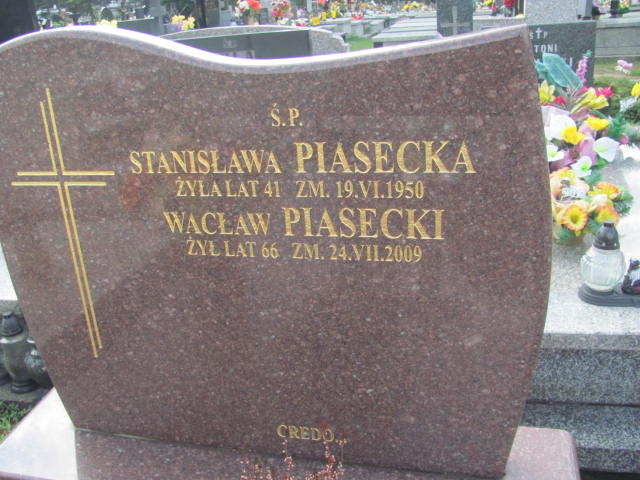 Ś.P.
STANISŁAWA PIASECKA
ŻYŁA LAT 41 ZM. 19.VI.1950
WACŁAW PIASECKI
ŻYŁ LAT 66 ZM. 24.VII.2009
CREDO...